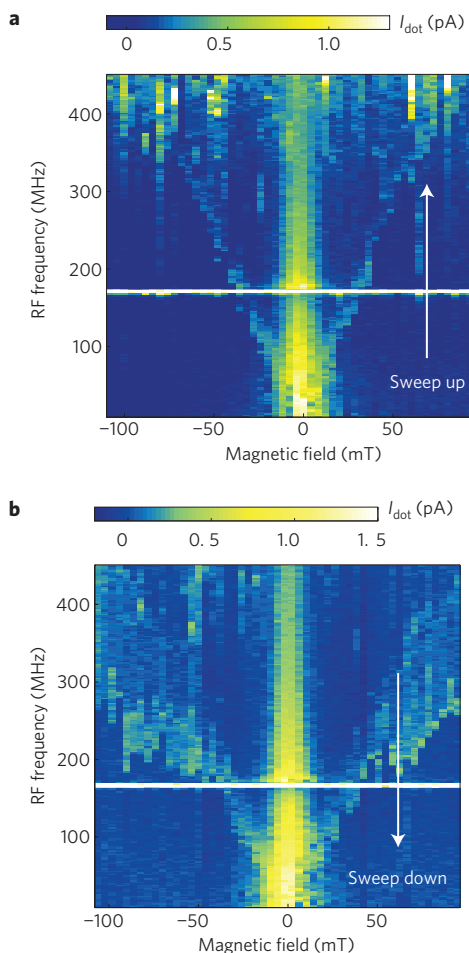 a
I_dot (pA)
0 0.5 1.0
400
300
200
100
RF frequency (MHz)
Sweep up
−100 −50 0 50
Magnetic field (mT)
b
I_dot (pA)
0 0. 5 1.0 1. 5
400
300
200
100
RF frequency (MHz)
Sweep down
−100 −50 0 50
Magnetic field (mT)